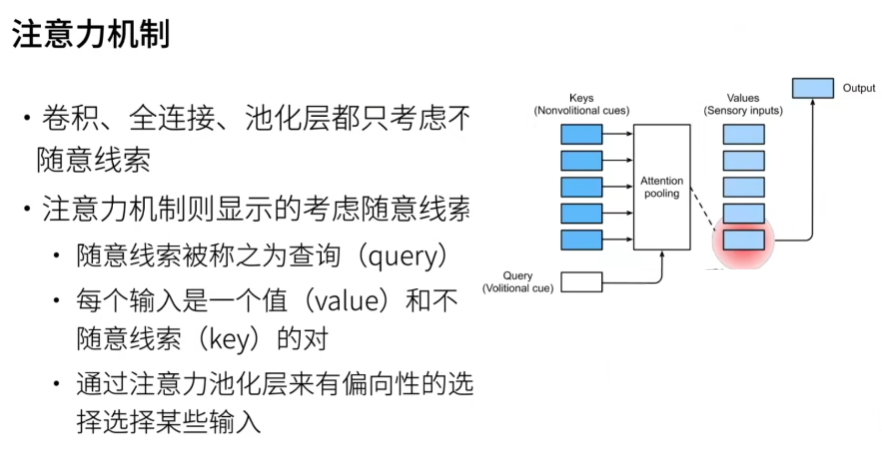 注意力机制
・卷积、全连接、池化层都只考虑不
随意线索
・注意力机制则显示的考虑随意线索
• 随意线索被称之为查询（query）
• 每个输入是一个值（value）和不
随意线索（key）的对
• 通过注意力池化层来有偏向性的选
择选择某些输入
Keys
(Nonvolitional cues)
Values
(Sensory inputs)
Output
Attention
pooling
Query
(Volitional cue)